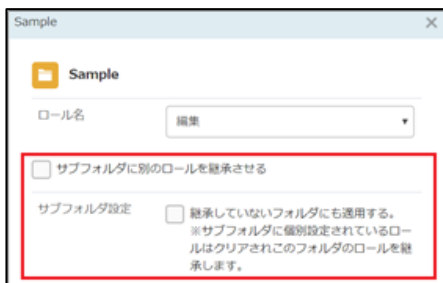 Sample
Sample
ロール名
編集
サブフォルダに別のロールを継承させる
サブフォルダ設定
継承していないフォルダにも適用する。
※サブフォルダに個別設定されているロー
ルはクリアされこのフォルダのロールを継
承します。